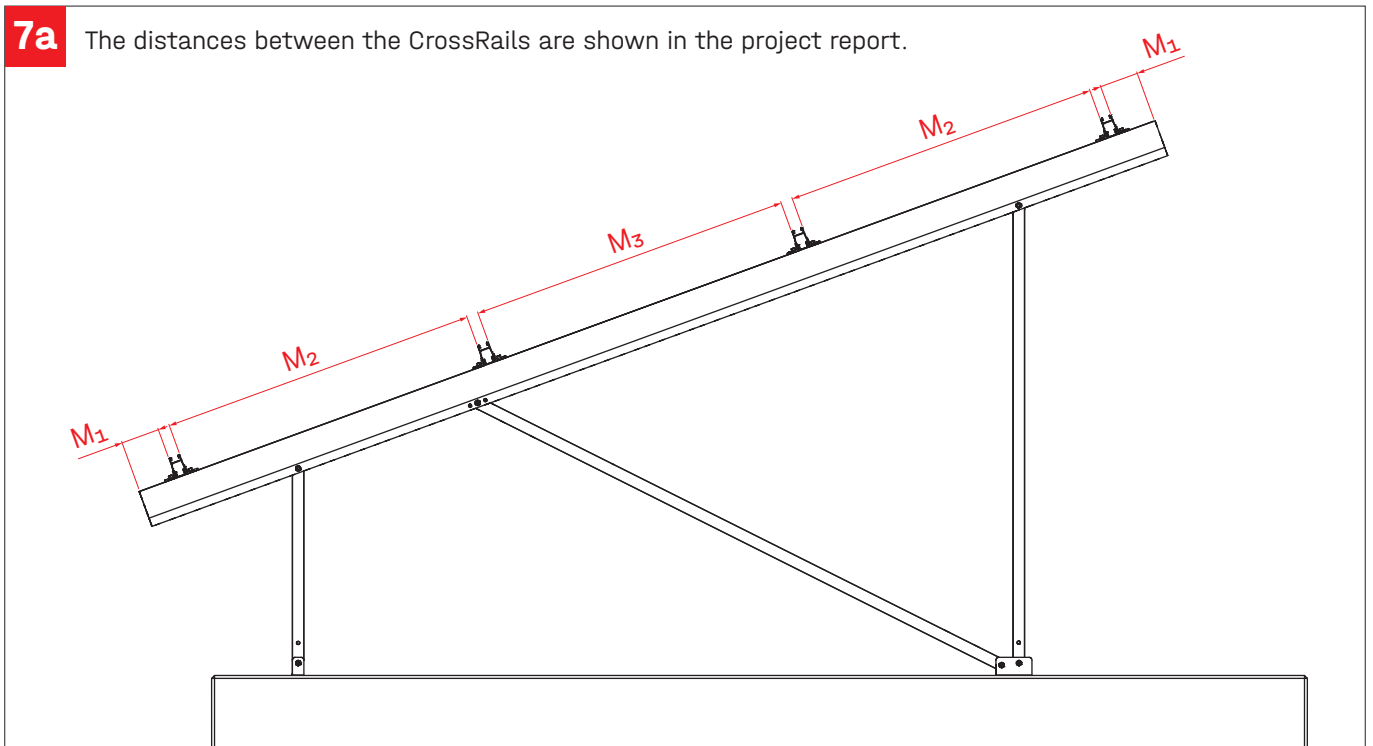 7a The distances between the CrossRails are shown in the project report.
M₁
M₂
M₃
M₂
M₁